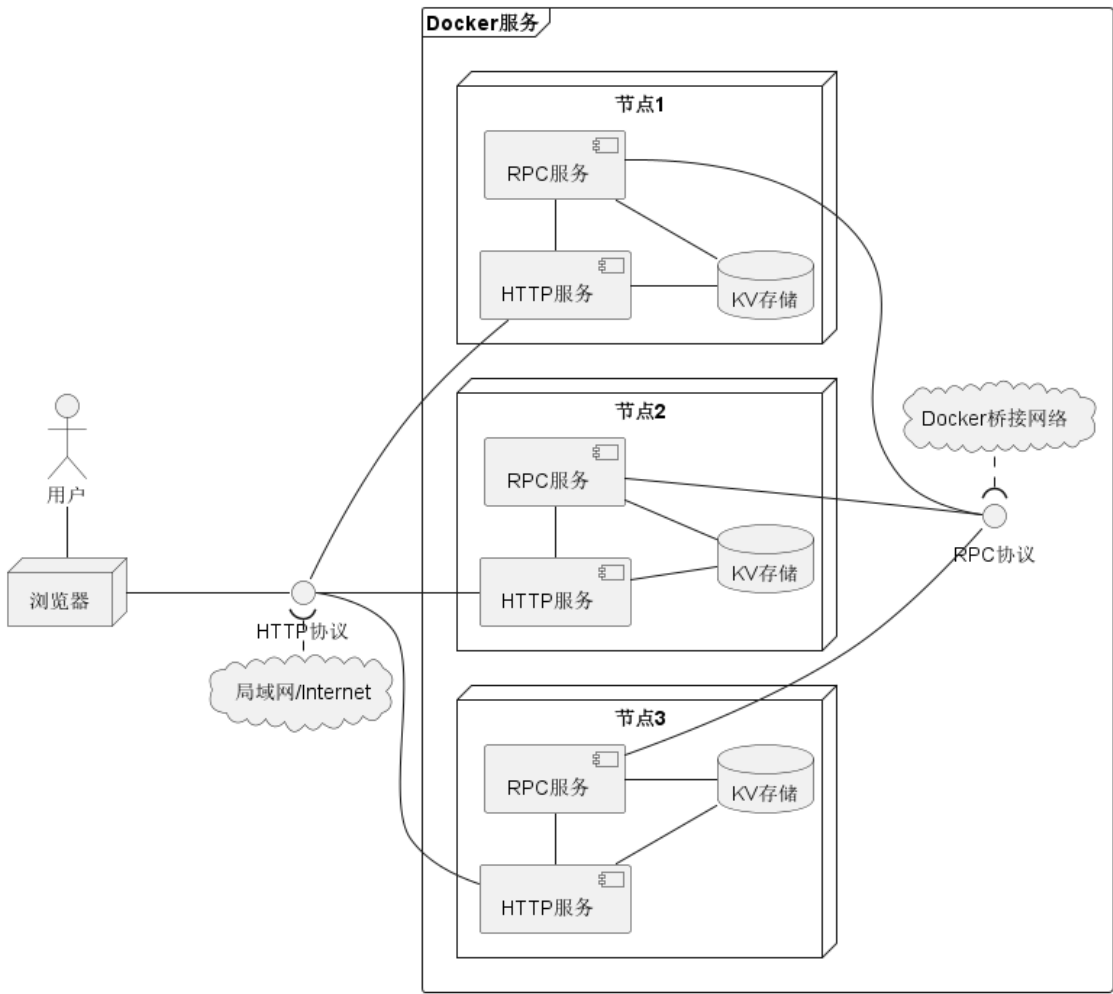 Docker服务
节点1
RPC服务
HTTP服务
KV存储
节点2
RPC服务
HTTP服务
KV存储
节点3
RPC服务
KV存储
HTTP服务
用户
浏览器
HTTP协议
局域网/Internet
Docker桥接网络
RPC协议